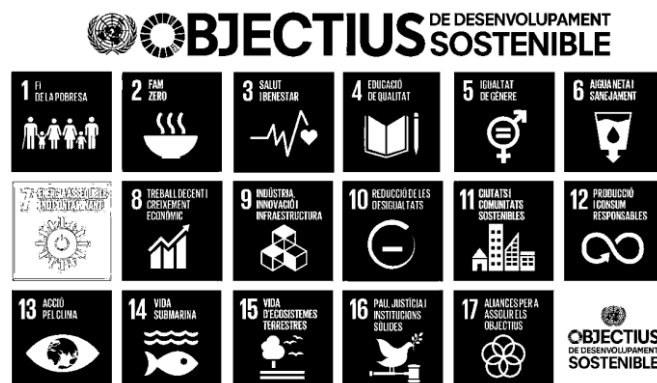 OBJECTIUS DE DESENVOLUPAMENT
SOSTENIBLE
1 FI
DE LA POBRESA
2 FAM
ZERO
3 SALUT
I BENESTAR
4 EDUCACIÓ
DE QUALITAT
5 IGUALTAT
DE GÈNERE
6 AIGUA NETA I
SANEJAMENT
7
8 TREBALL DECENT I
CREIXEMENT
ECONÒMIC
9 INDÚSTRIA,
INNOVACIÓ I
INFRAESTRUCTURA
10 REDUCCIÓ DE LES
DESIGUALTATS
11 CIUTATS I
COMUNITATS
SOSTENIBLES
12 PRODUCCIÓ
I CONSUM
RESPONSABLES
13 ACCIÓ
PEL CLIMA
14 VIDA
SUBMARINA
15 VIDA
D'ECOSISTEMES
TERRESTRES
16 PAU, JUSTÍCIA I
INSTITUCIONS
SÒLIDES
17 ALIANCES PER A
ASSOLIR ELS
OBJECTIUS
OBJECTIUS
DE DESENVOLUPAMENT
SOSTENIBLE